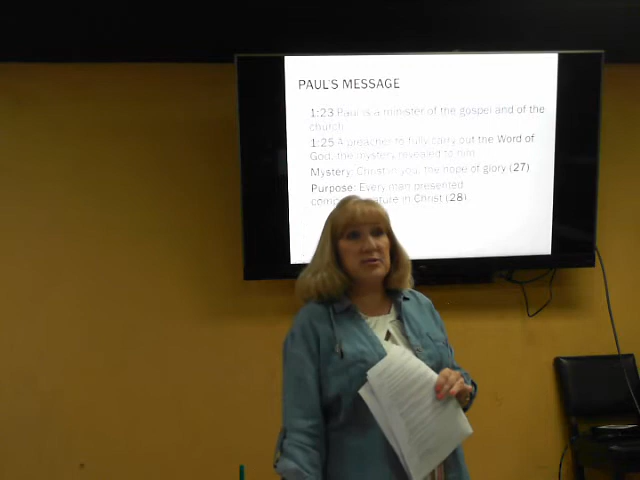 PAUL'S MESSAGE
1:23 Paul is a minister of the gospel and of the
church
1:25 A preacher to fully carry out the Word of
God, the mystery revealed to him
Mystery: Christ in you, the hope of glory (27)
Purpose: Every man presented
in Christ (28)